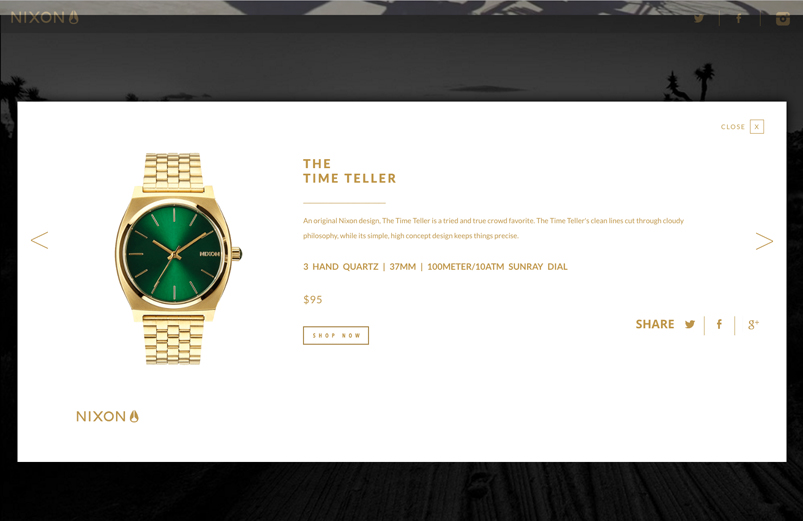 NIXON
CLOSE X
THE
TIME TELLER
An original Nixon design, The Time Teller is a tried and true crowd favorite. The Time Teller's clean lines cut through cloudy
philosophy, while its simple, high concept design keeps things precise.
NIXON
3 HAND QUARTZ | 37MM | 100METER/10ATM SUNRAY DIAL
$95
SHOP NOW
SHARE f g+
NIXON